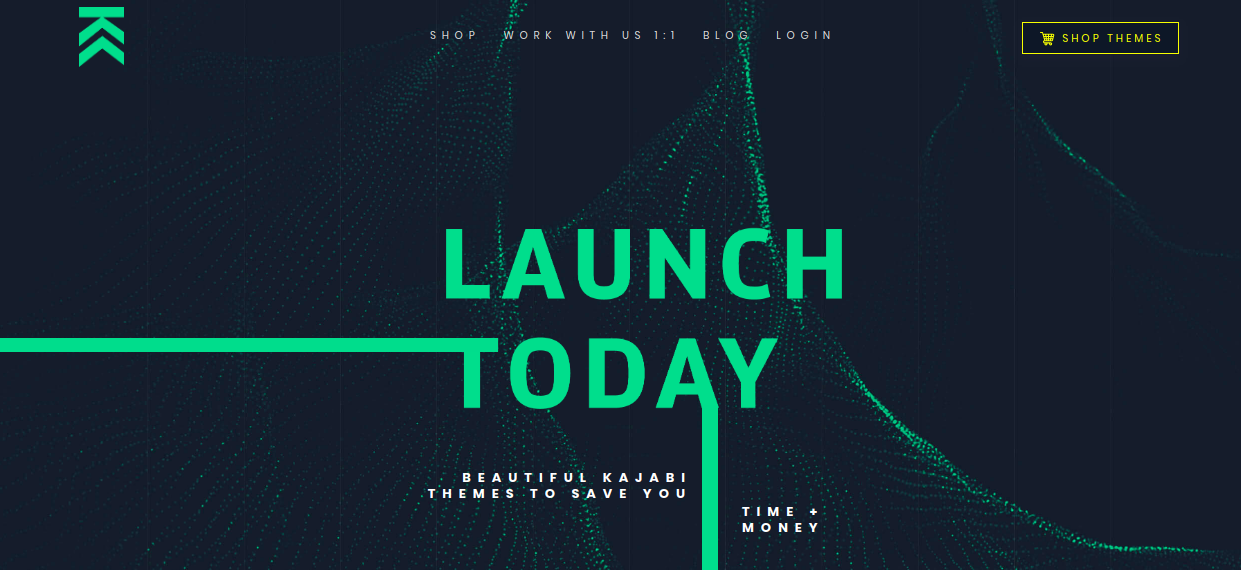 SHOP WORK WITH US 1:1 BLOG LOGIN
SHOP THEMES
LAUNCH
TODAY
BEAUTIFUL KAJABI
THEMES TO SAVE YOU
TIME +
MONEY